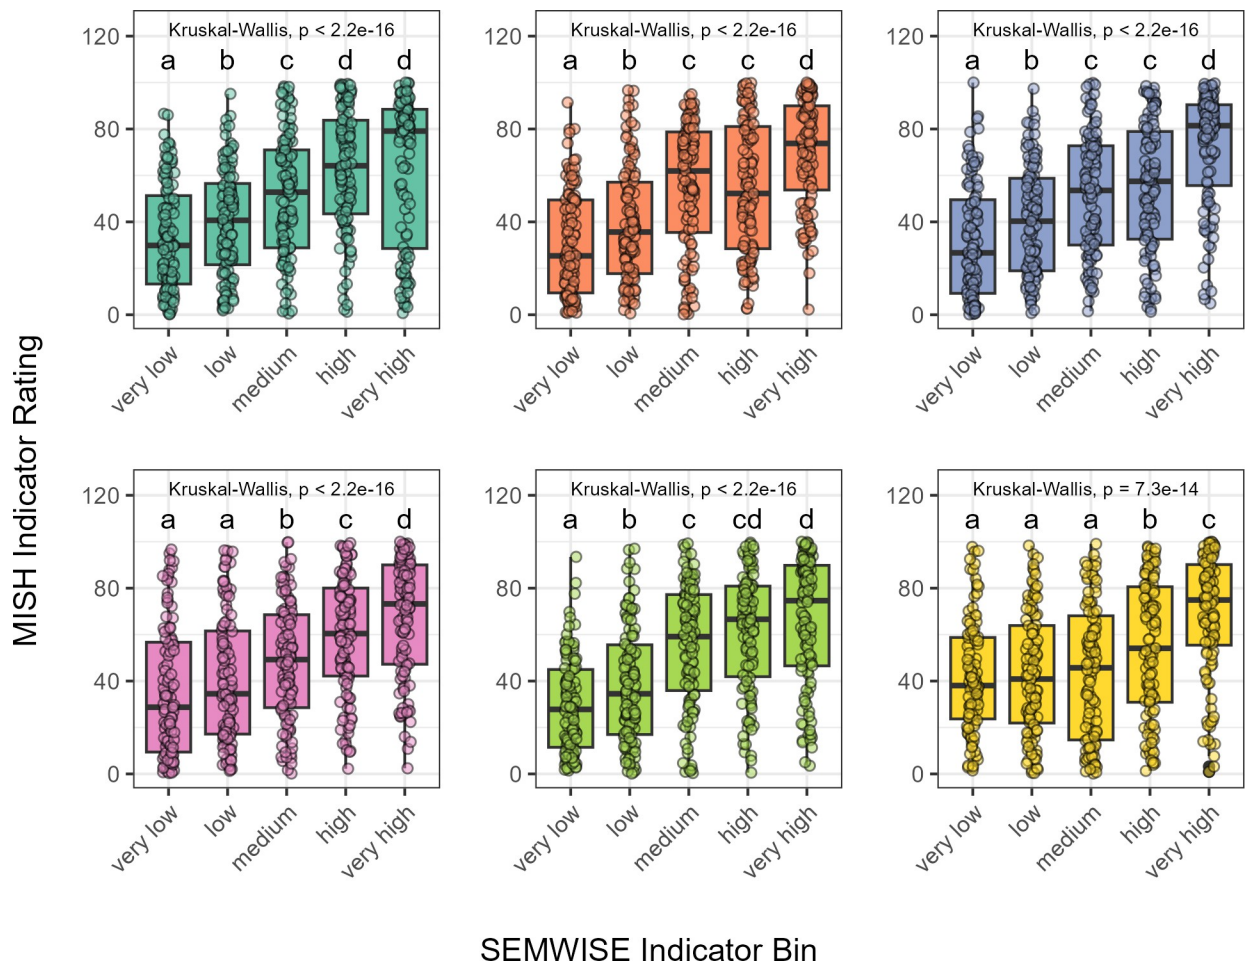 Kruskal-Wallis, p < 2.2e-16 Kruskal-Wallis, p < 2.2e-16 Kruskal-Wallis, p < 2.2e-16
120 120 120
a b c d d a b c c d a b c c d
80 80 80
40 40 40
0 0 0
very low low medium high very high very low low medium high very high very low low medium high very high
MISH Indicator Rating
Kruskal-Wallis, p < 2.2e-16 Kruskal-Wallis, p < 2.2e-16 Kruskal-Wallis, p = 7.3e-14
120 120 120
a a b c d a b c cd d a a a b c
80 80 80
40 40 40
0 0 0
very low low medium high very high very low low medium high very high very low low medium high very high
SEMWISE Indicator Bin